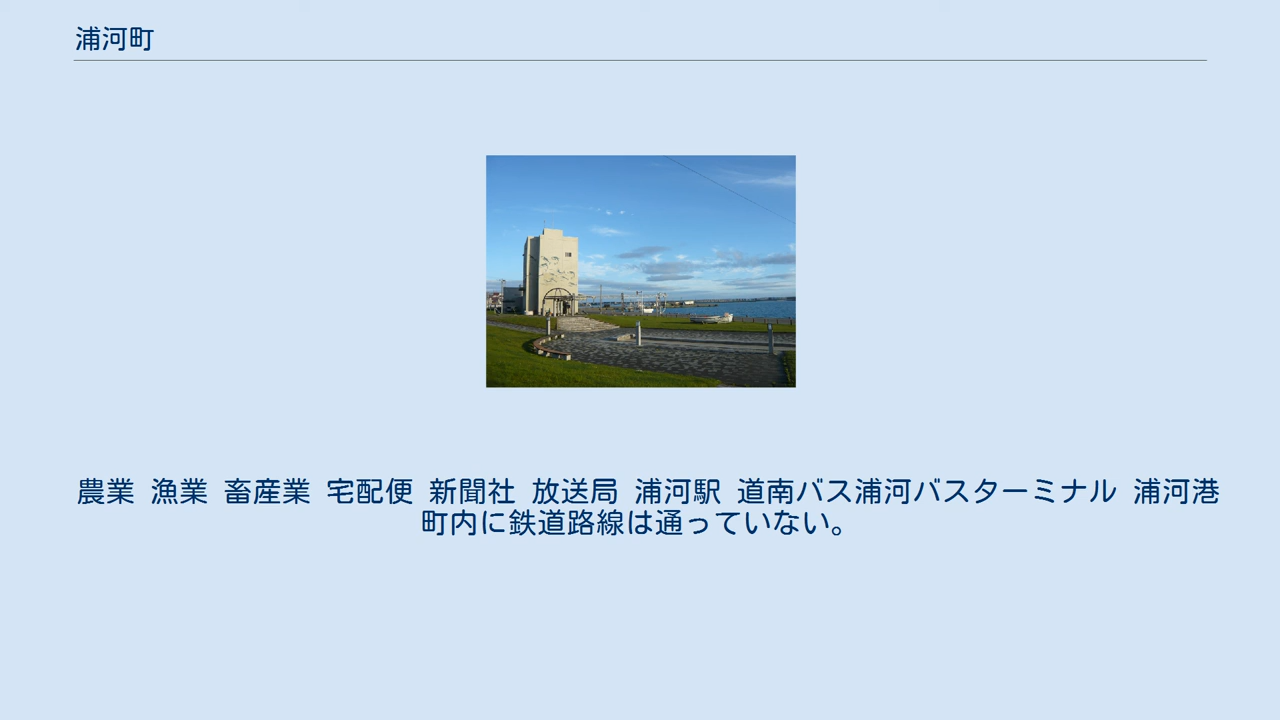 浦河町
農業 漁業 畜産業 宅配便 新聞社 放送局 浦河駅 道南バス浦河バスターミナル 浦河港
町内に鉄道路線は通っていない。